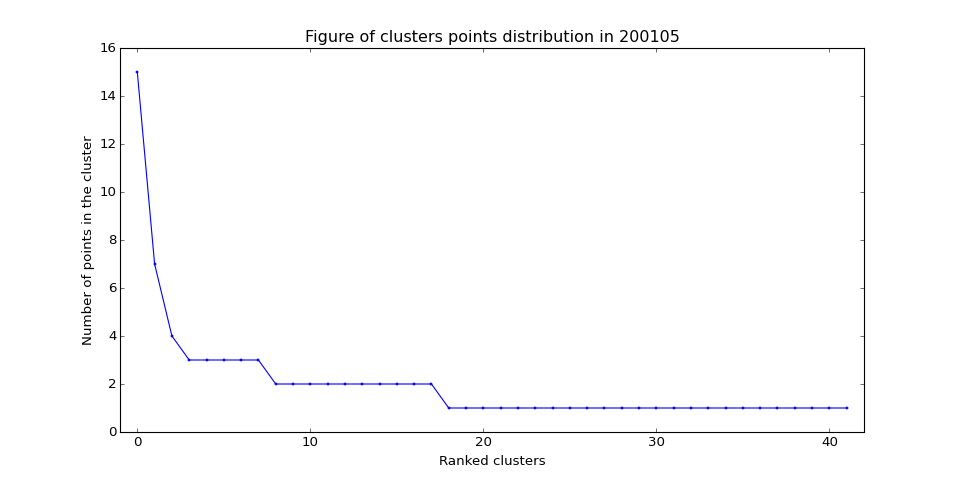 Figure of clusters points distribution in 200105
16
14
12
10
8
6
4
2
0
Number of points in the cluster
0 10 20 30 40
Ranked clusters